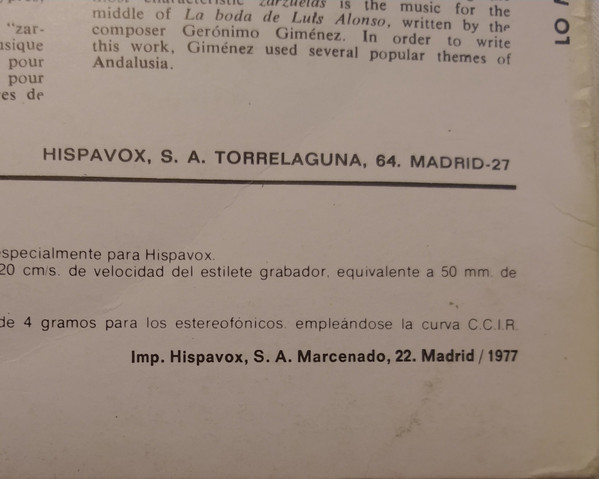 most characteristic zarzuelas is the music for the
middle of La boda de Luis Alonso, written by the
composer Gerónimo Giménez. In order to write
this work, Giménez used several popular themes of
Andalusia.
"zar-
usique
pour
pour
es de
01
HISPAVOX, S. A. TORRELAGUNA, 64. MADRID-27
especialmente para Hispavox.
20 cm/s. de velocidad del estilete grabador, equivalente a 50 mm. de
de 4 gramos para los estereofónicos. empleándose la curva C.C.I.R.
Imp. Hispavox, S. A. Marcenado, 22. Madrid / 1977